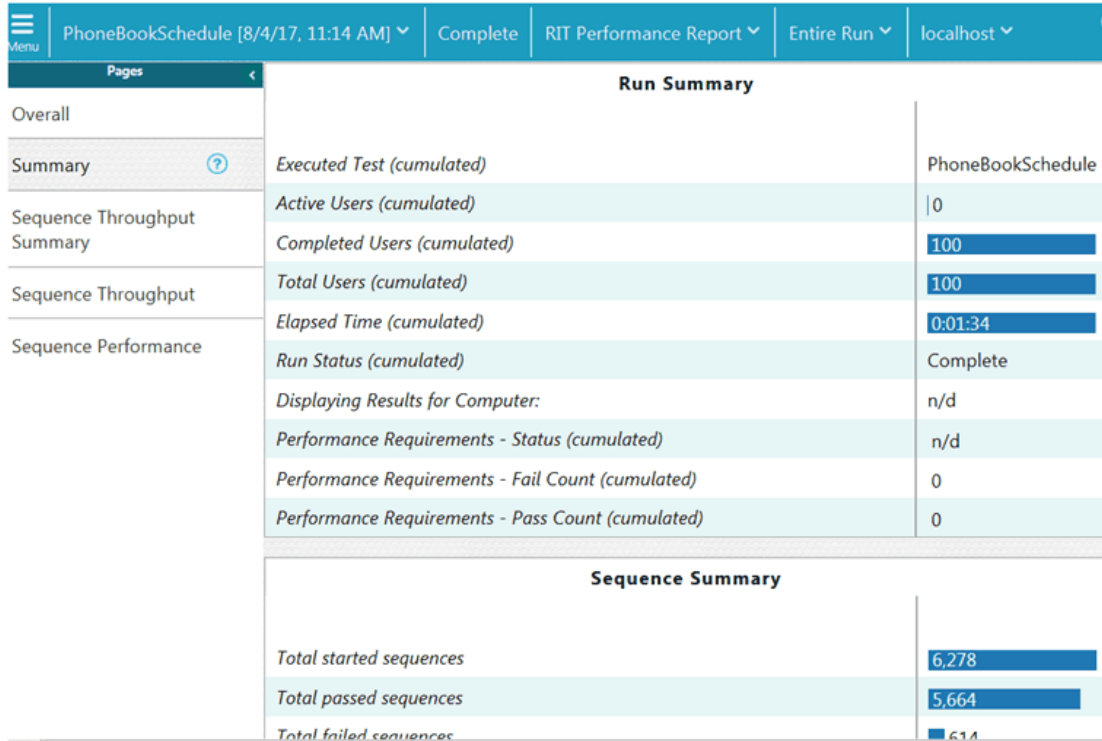 Menu
PhoneBookSchedule [8/4/17, 11:14 AM]
Complete
RIT Performance Report
Entire Run
localhost
Pages
Overall
Summary ?
Sequence Throughput
Summary
Sequence Throughput
Sequence Performance
Run Summary
Executed Test (cumulated) PhoneBookSchedule
Active Users (cumulated) 0
Completed Users (cumulated) 100
Total Users (cumulated) 100
Elapsed Time (cumulated) 0:01:34
Run Status (cumulated) Complete
Displaying Results for Computer: n/d
Performance Requirements - Status (cumulated) n/d
Performance Requirements - Fail Count (cumulated) 0
Performance Requirements - Pass Count (cumulated) 0
Sequence Summary
Total started sequences 6,278
Total passed sequences 5,664
Total failed sequences 614